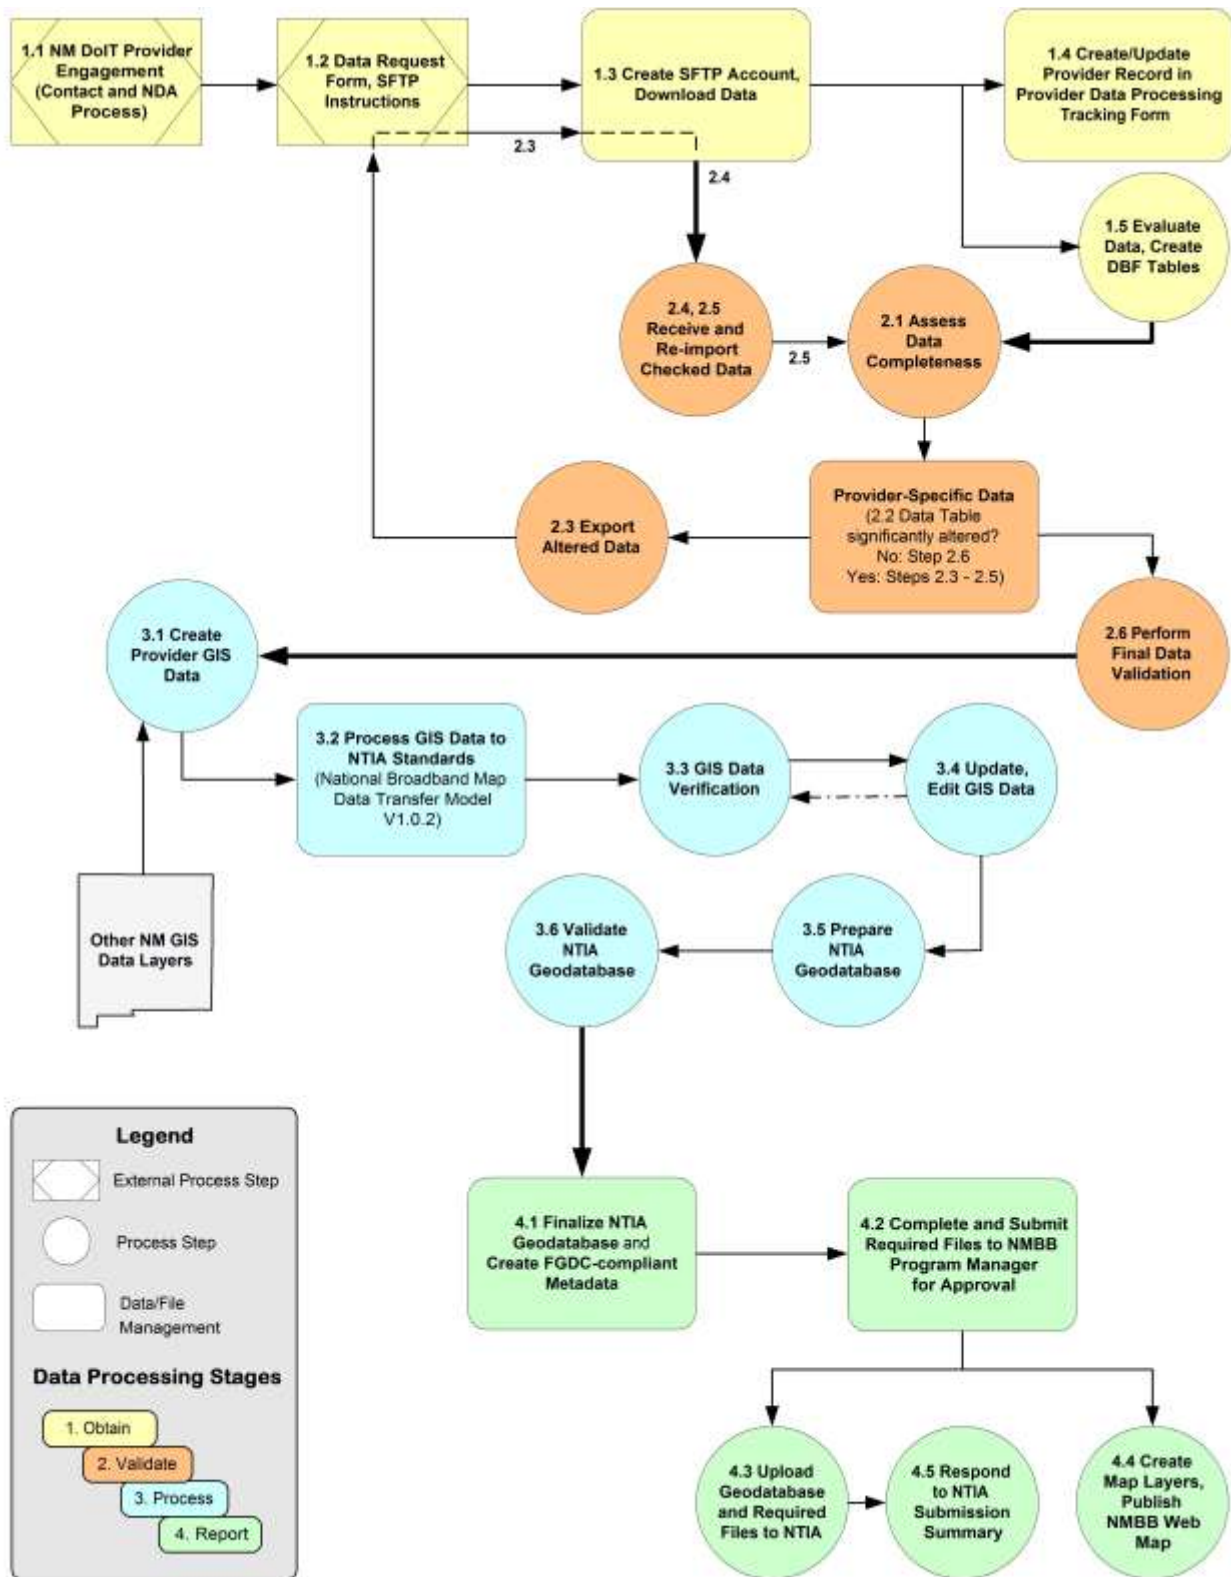 1.1 NM DoIT Provider
Engagement
(Contact and NDA
Process)
1.2 Data Request
Form, SFTP
Instructions
1.3 Create SFTP Account,
Download Data
1.4 Create/Update
Provider Record in
Provider Data Processing
Tracking Form
2.3
2.4
1.5 Evaluate
Data, Create
DBF Tables
2.4, 2.5
Receive and
Re-import
Checked Data
2.5
2.1 Assess
Data
Completeness
2.3 Export
Altered Data
Provider-Specific Data
(2.2 Data Table
significantly altered?
No: Step 2.6
Yes: Steps 2.3 - 2.5)
2.6 Perform
Final Data
Validation
3.1 Create
Provider GIS
Data
3.2 Process GIS Data to
NTIA Standards
(National Broadband Map
Data Transfer Model
V1.0.2)
3.3 GIS Data
Verification
3.4 Update,
Edit GIS Data
Other NM GIS
Data Layers
3.6 Validate
NTIA
Geodatabase
3.5 Prepare
NTIA
Geodatabase
4.1 Finalize NTIA
Geodatabase and
Create FGDC-compliant
Metadata
4.2 Complete and Submit
Required Files to NMBB
Program Manager
for Approval
4.3 Upload
Geodatabase
and Required
Files to NTIA
4.5 Respond
to NTIA
Submission
Summary
4.4 Create
Map Layers,
Publish
NMBB Web
Map
Legend
External Process Step
Process Step
Data/File
Management
Data Processing Stages
1. Obtain
2. Validate
3. Process
4. Report